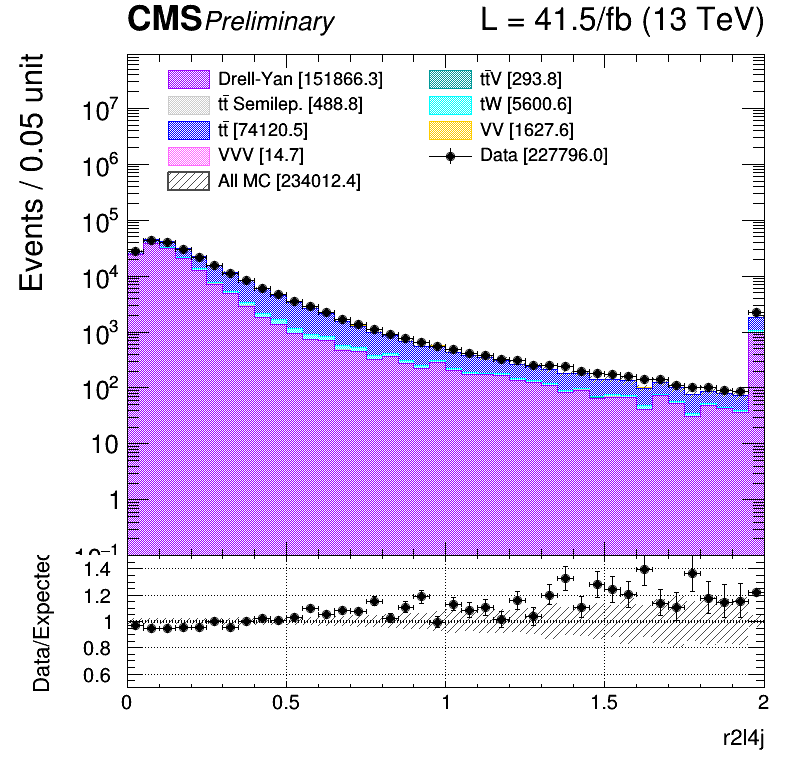 CMS Preliminary L = 41.5/fb (13 TeV)
Events / 0.05 unit
Drell-Yan [151866.3]
tt̄ Semilep. [488.8]
tt̄ [74120.5]
VVV [14.7]
All MC [234012.4]
tt̄V [293.8]
tW [5600.6]
VV [1627.6]
Data [227796.0]
10⁷
10⁶
10⁵
10⁴
10³
10²
10
1
10⁻¹
Data/Expected
1.4
1.2
1
0.8
0.6
0 0.5 1 1.5 2
r2l4j